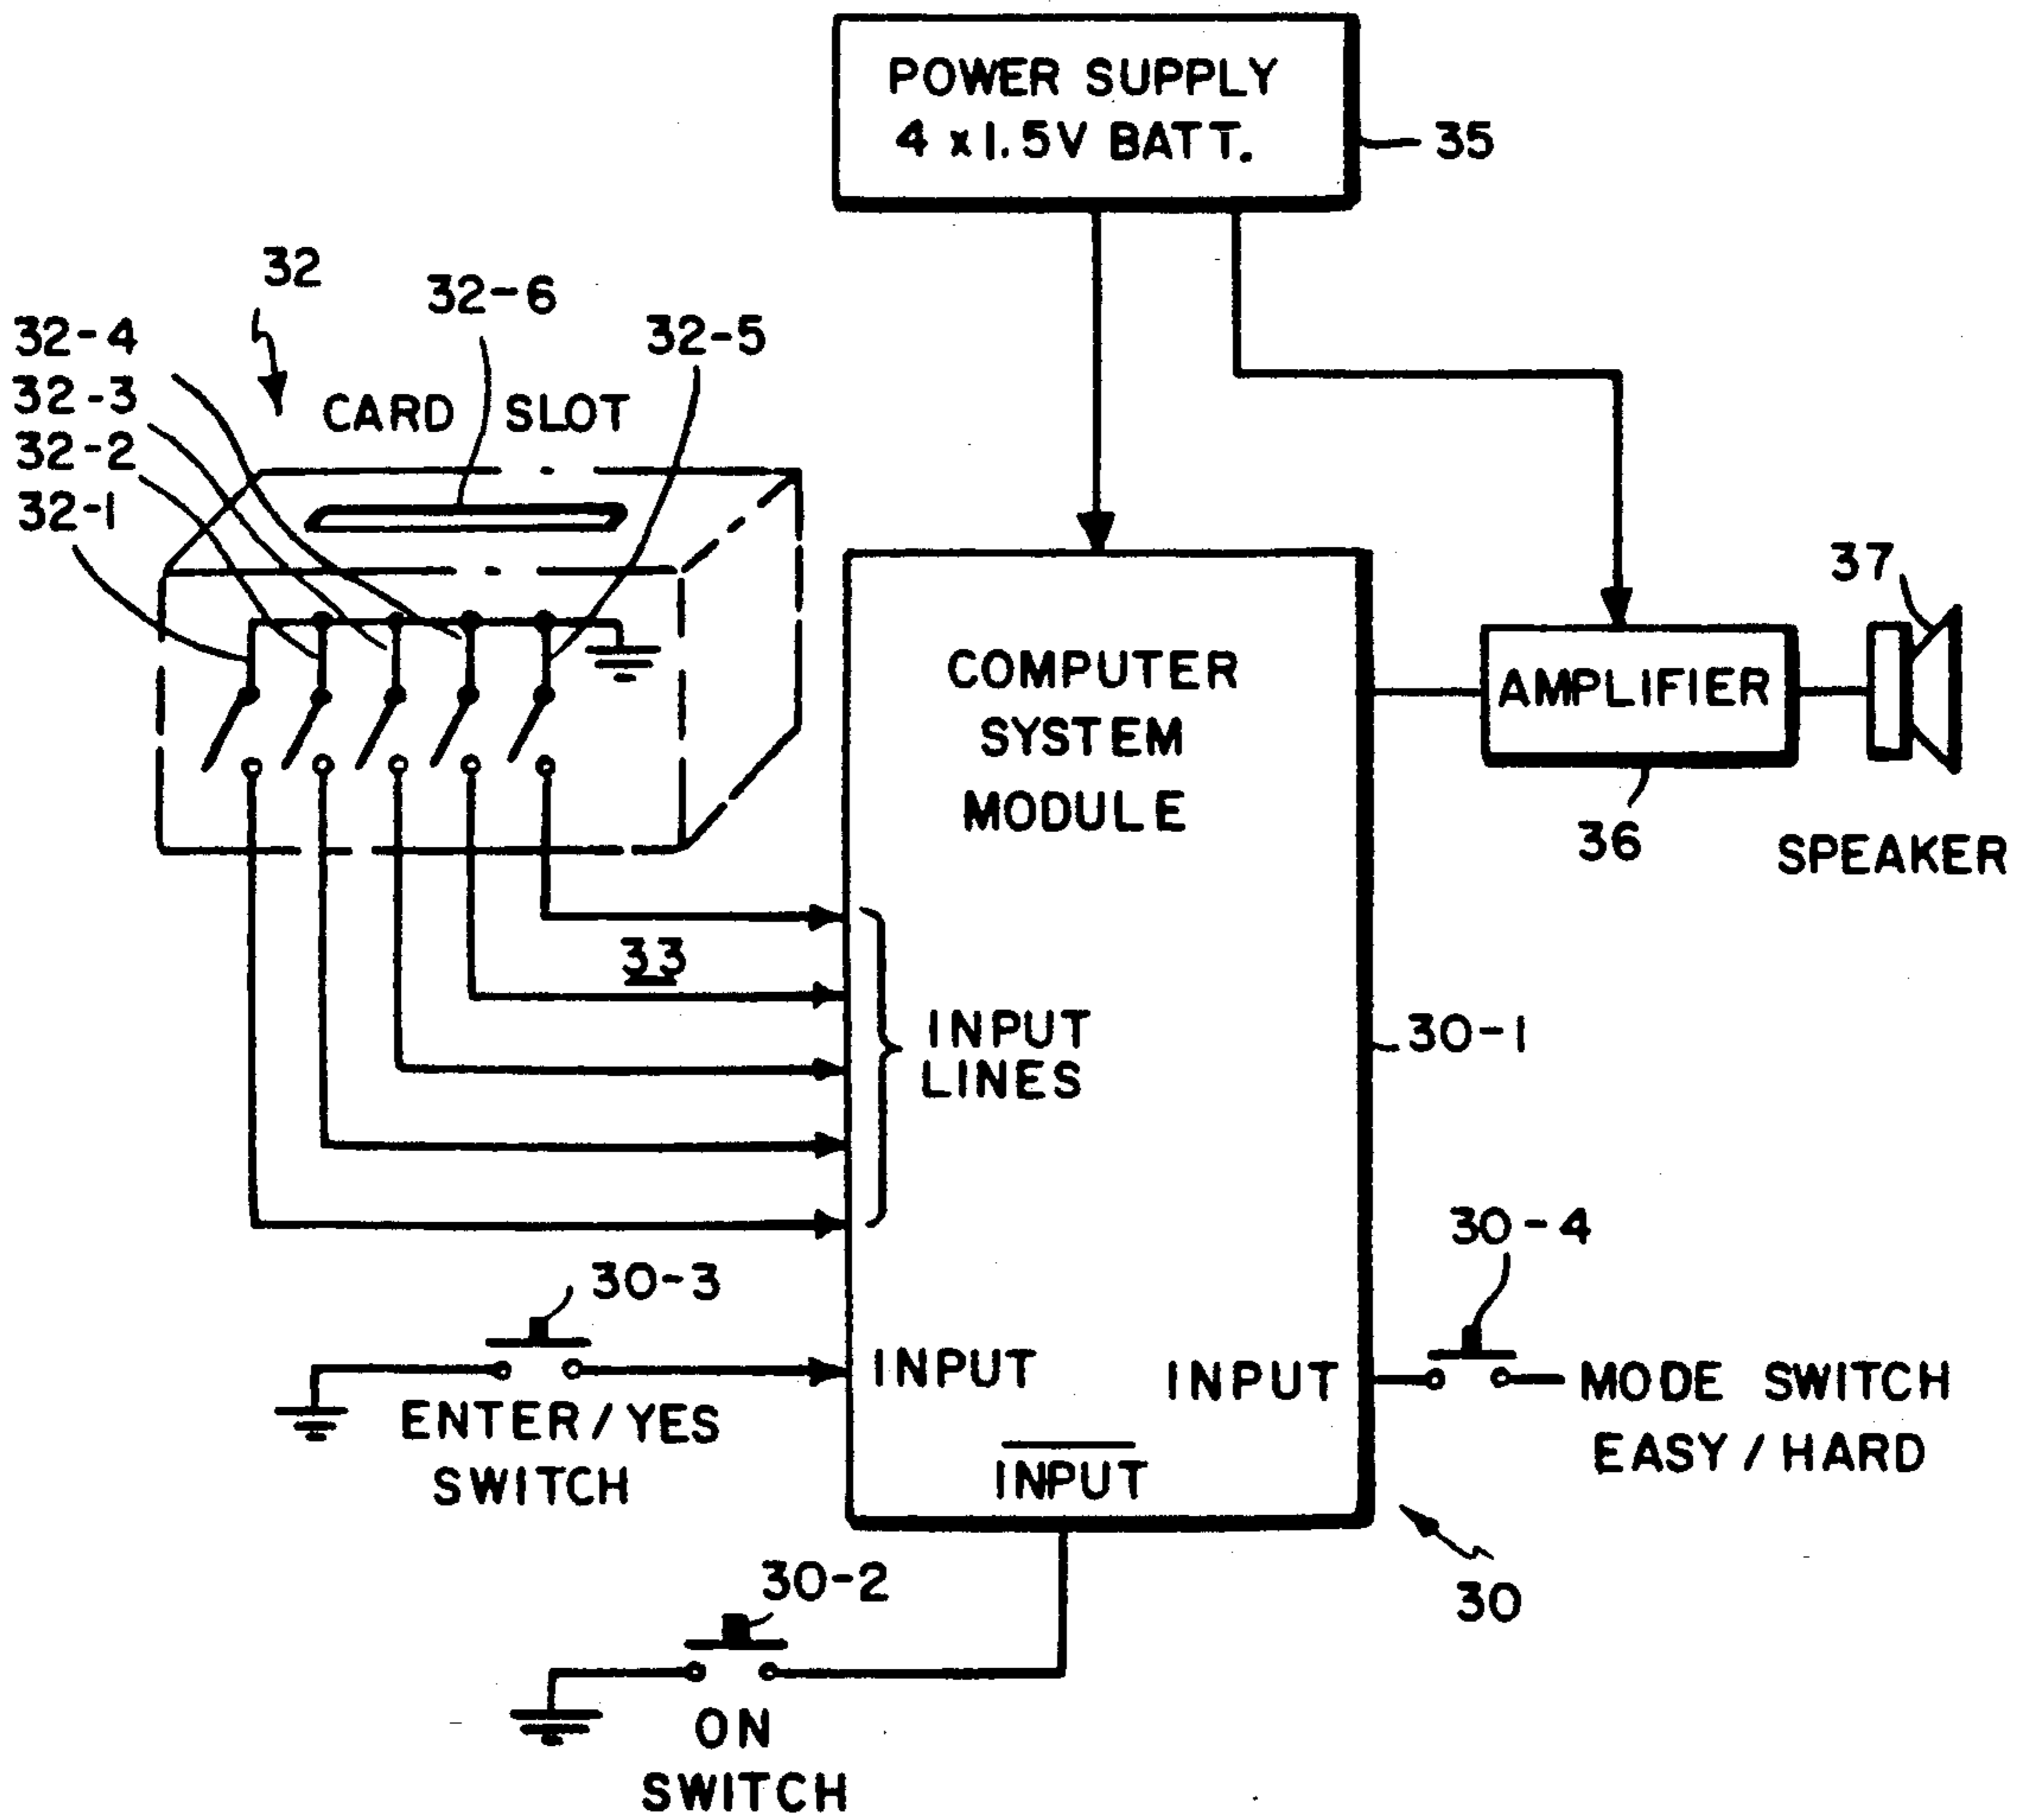 POWER SUPPLY
4 x1.5V BATT.
35
32
32-6
32-5
32-4
32-3
32-2
32-1
CARD SLOT
37
COMPUTER
SYSTEM
MODULE
AMPLIFIER
36
SPEAKER
33
INPUT
LINES
30-1
30-4
30-3
INPUT
INPUT
MODE SWITCH
EASY/HARD
ENTER/YES
SWITCH
INPUT
30-2
30
ON
SWITCH